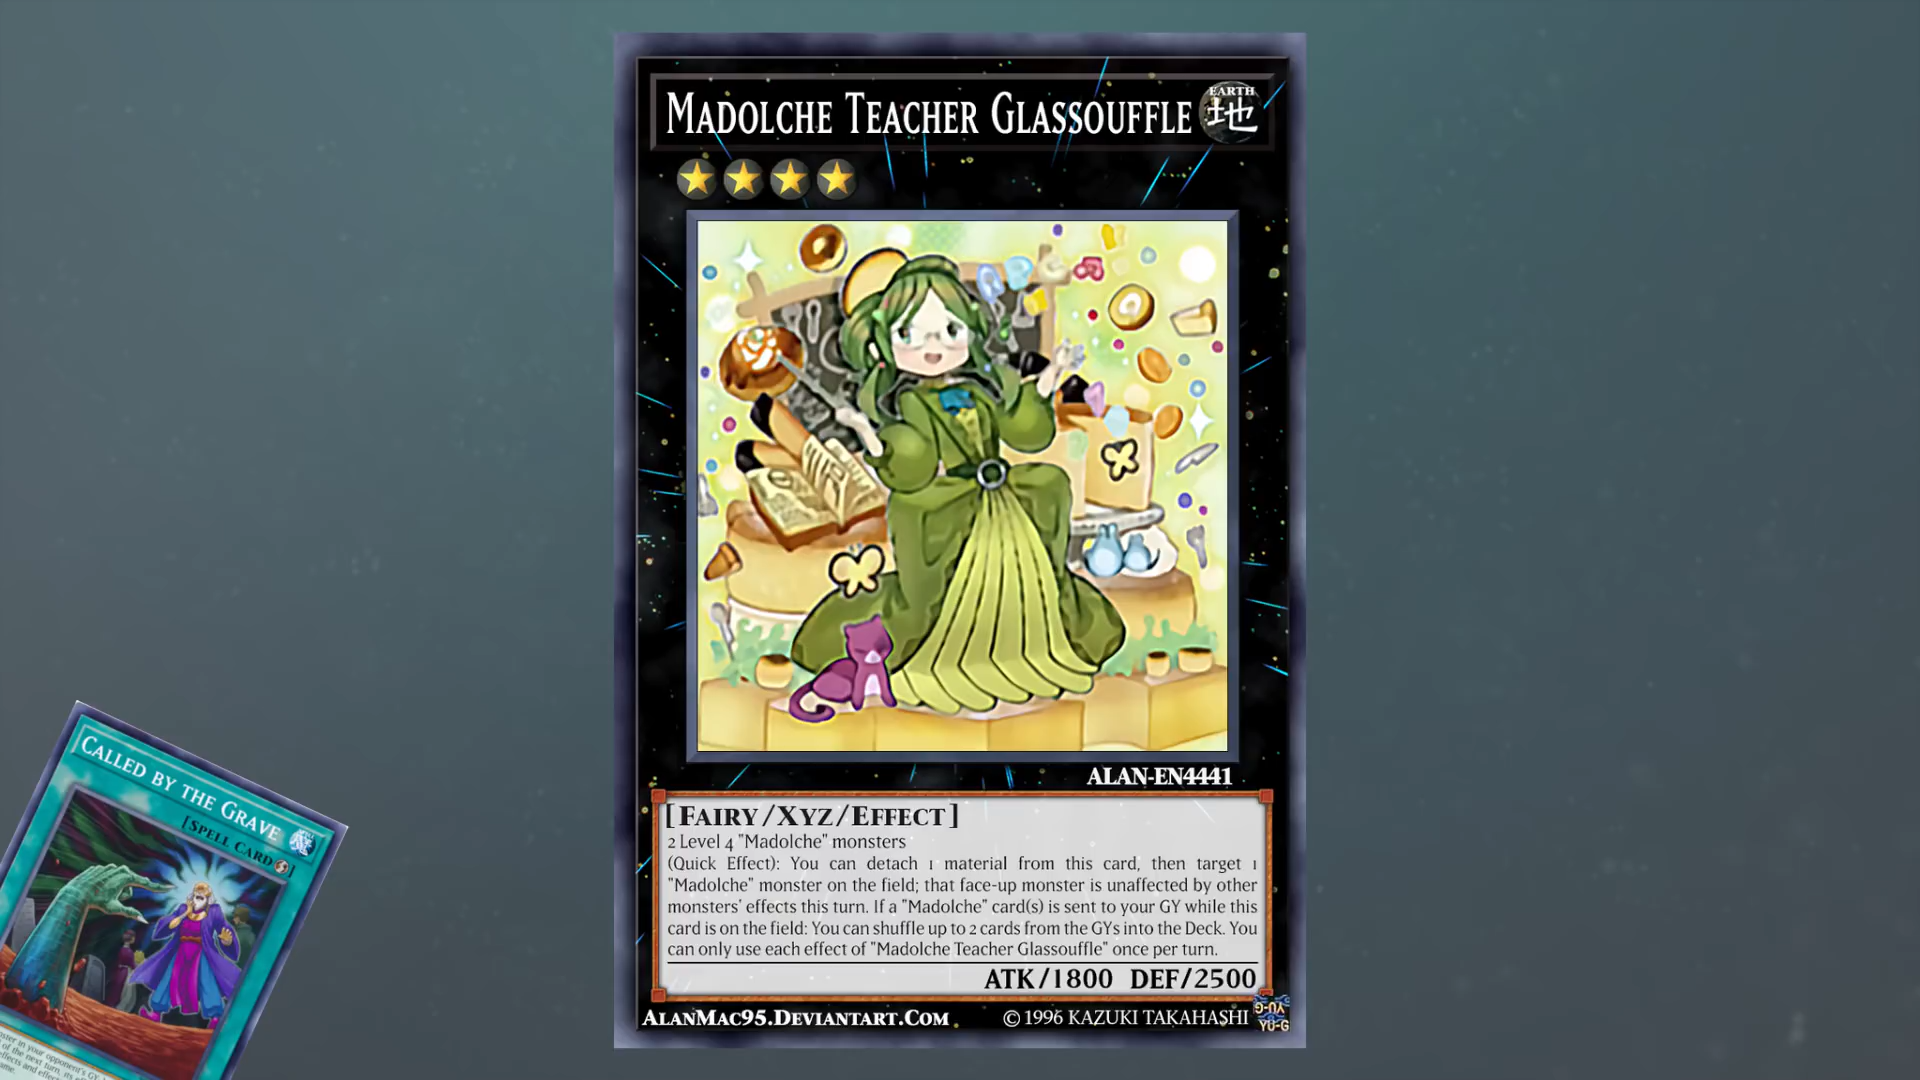 MADOLCHE TEACHER GLASSOUFFLE
EARTH
地
ALAN-EN4441
[FAIRY/XYZ/EFFECT]
2 Level 4 "Madolche" monsters
(Quick Effect): You can detach 1 material from this card, then target 1
"Madolche" monster on the field; that face-up monster is unaffected by other
monsters' effects this turn. If a "Madolche" card(s) is sent to your GY while this
card is on the field: You can shuffle up to 2 cards from the GYs into the Deck. You
can only use each effect of "Madolche Teacher Glassouffle" once per turn.
ATK/1800 DEF/2500
ALANMAC95.DEVIANTART.COM
© 1996 KAZUKI TAKAHASHI
CALLED BY THE GRAVE
[SPELL CARD]